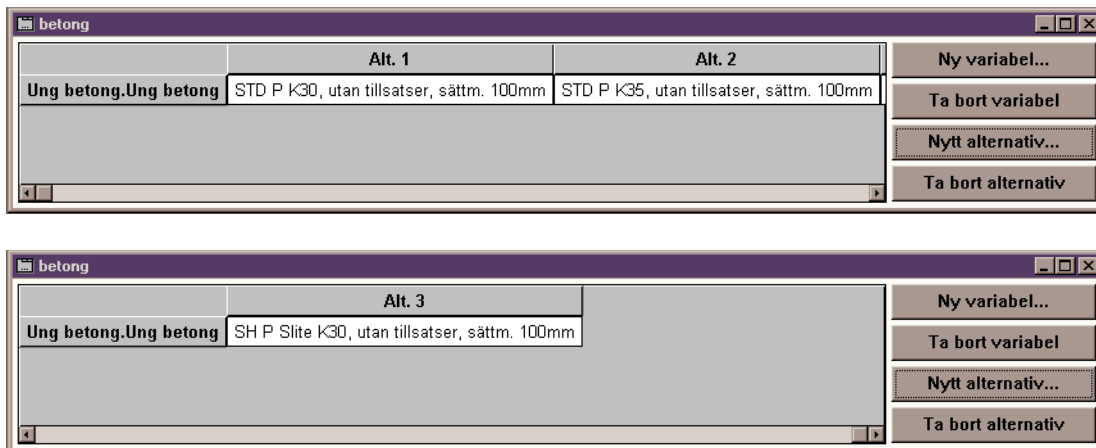 betong
Alt. 1 Alt. 2 Ny variabel...
Ung betong.Ung betong STD P K30, utan tillsatser, sättm. 100mm STD P K35, utan tillsatser, sättm. 100mm
Ta bort variabel
Nytt alternativ...
Ta bort alternativ
betong
Alt. 3 Ny variabel...
Ung betong.Ung betong SH P Slite K30, utan tillsatser, sättm. 100mm
Ta bort variabel
Nytt alternativ...
Ta bort alternativ